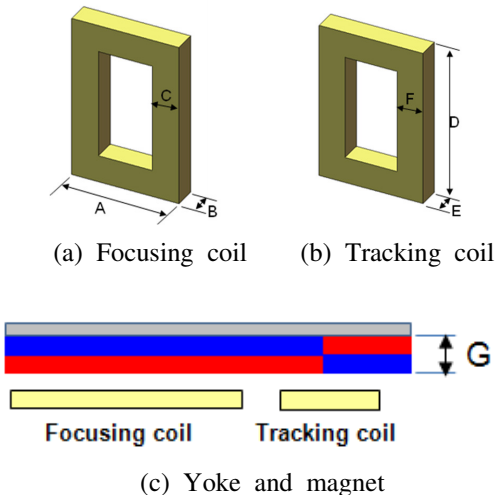 C
A
B
F
D
E
(a) Focusing coil
(b) Tracking coil
G
Focusing coil
Tracking coil
(c) Yoke and magnet